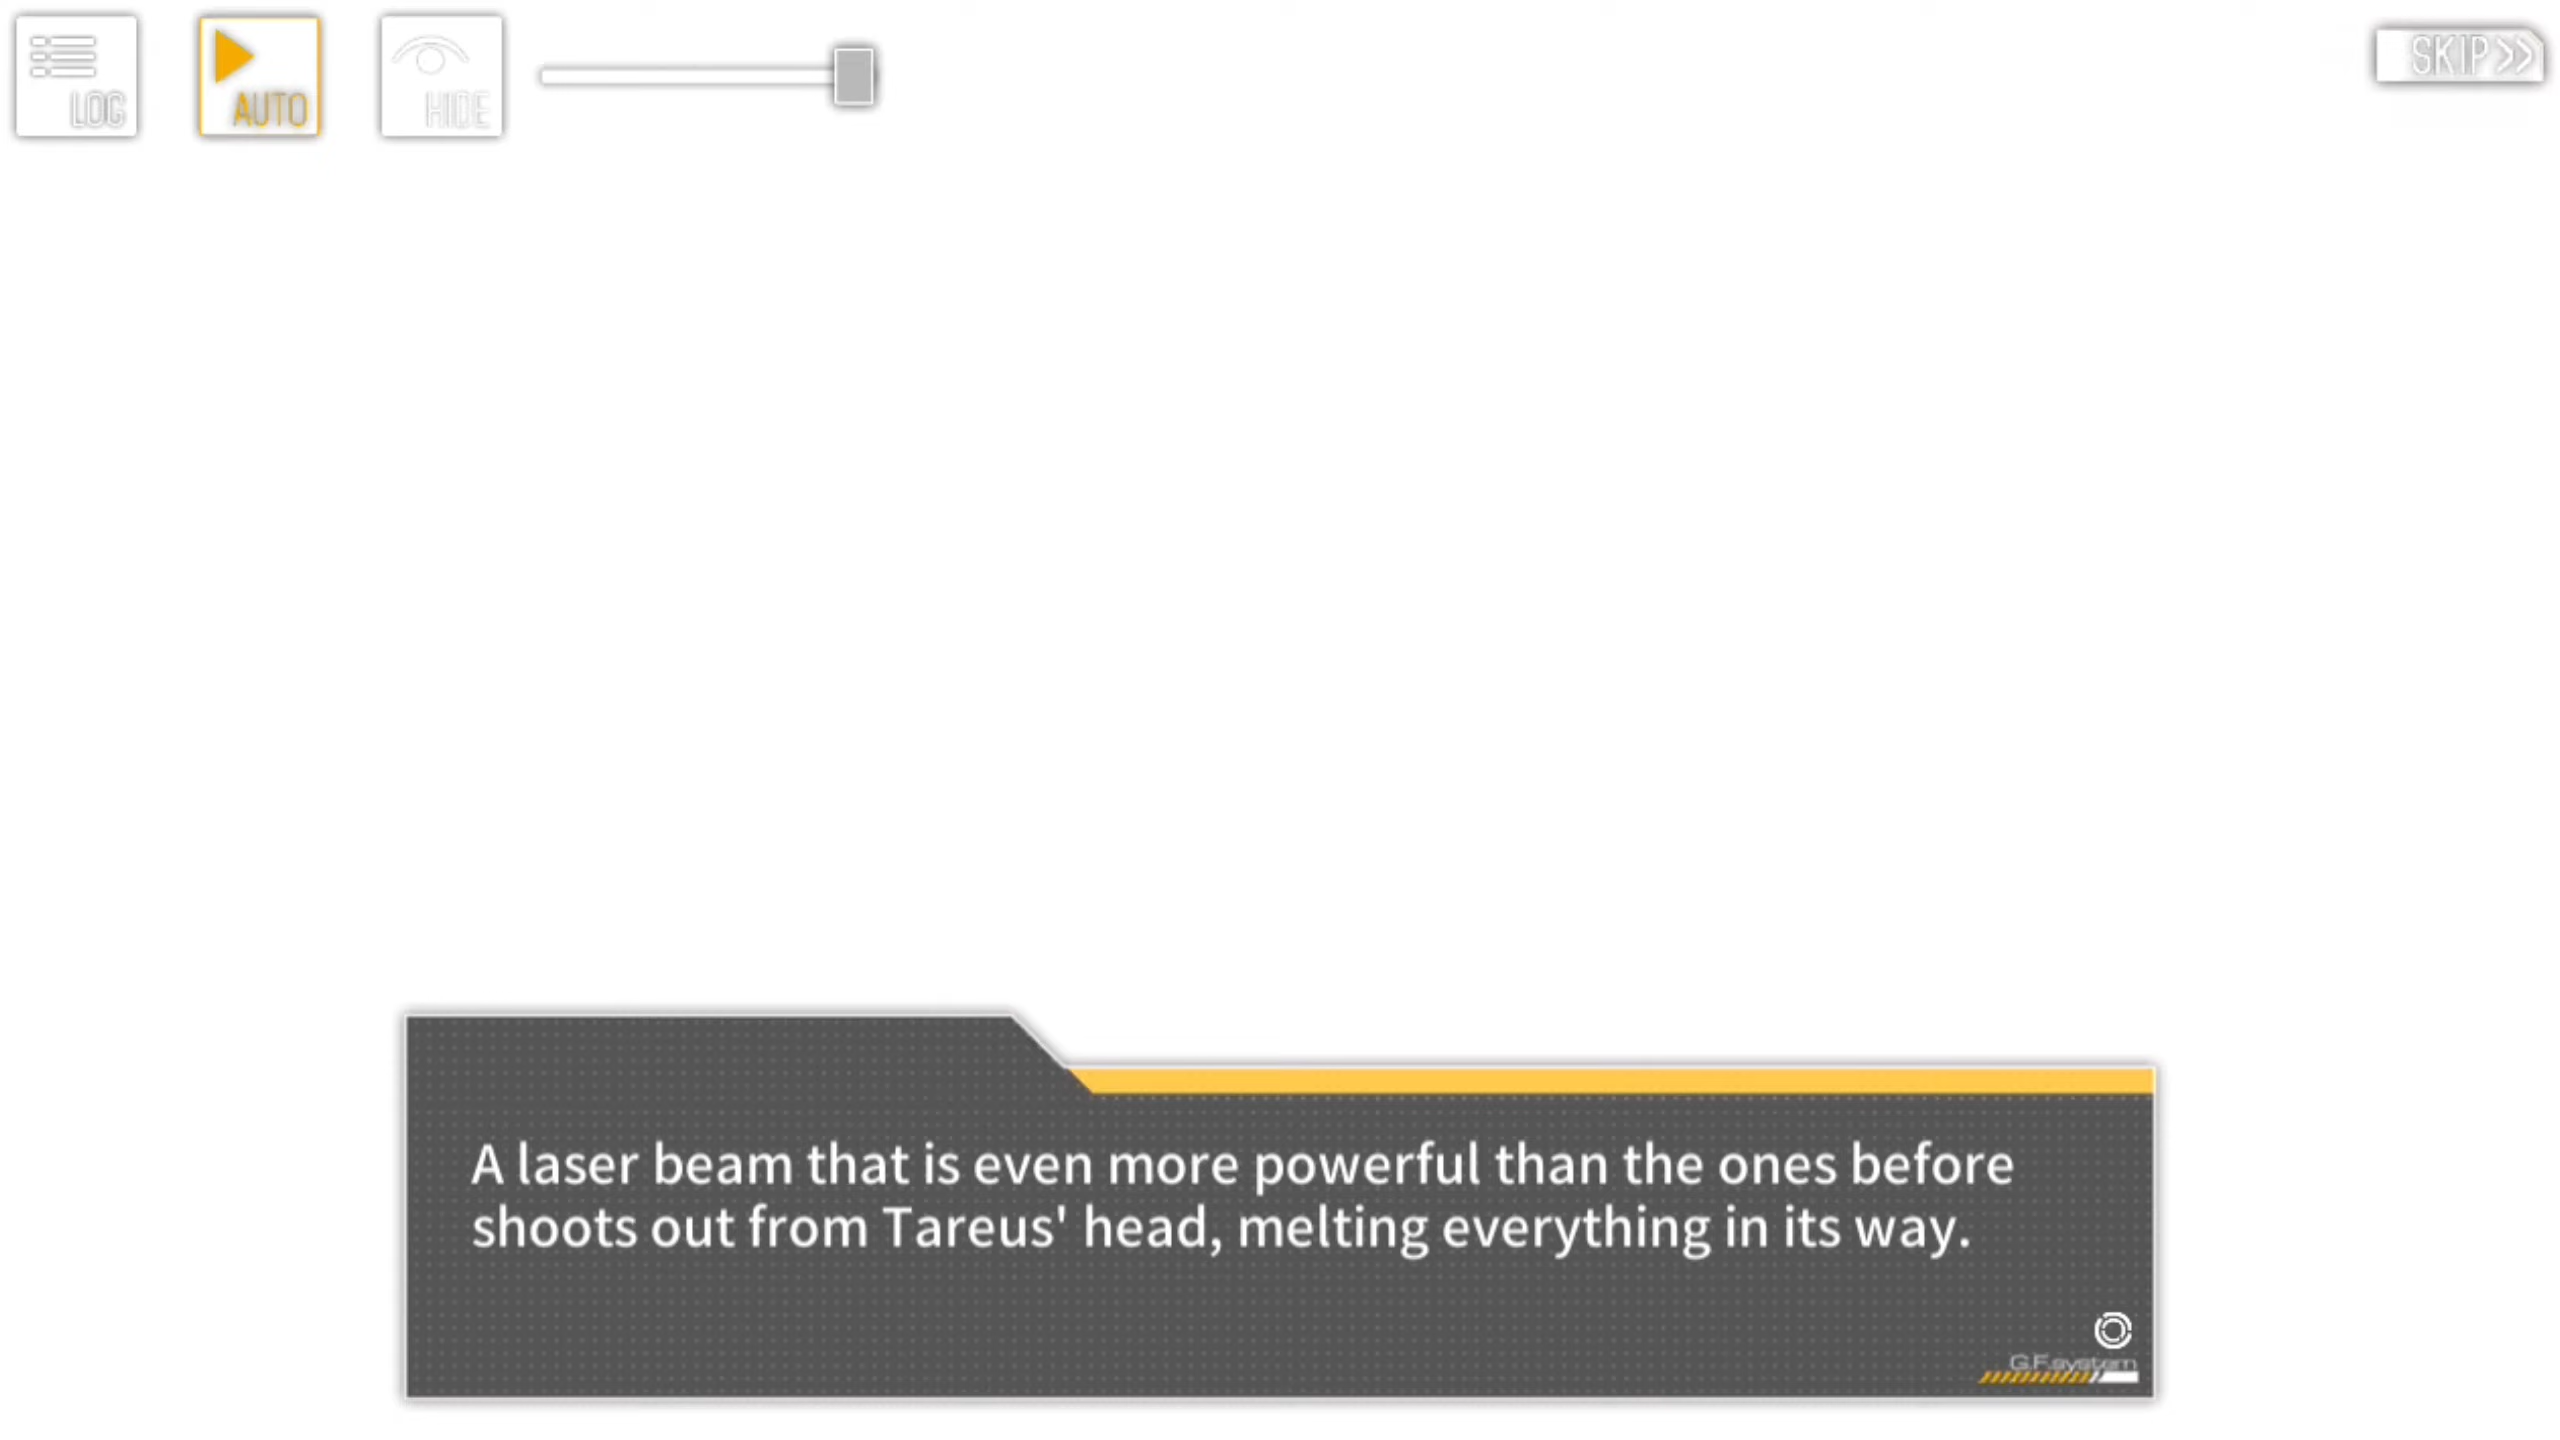 LOG
AUTO
HIDE
SKIP
A laser beam that is even more powerful than the ones before
shoots out from Tareus' head, melting everything in its way.
G.F.system